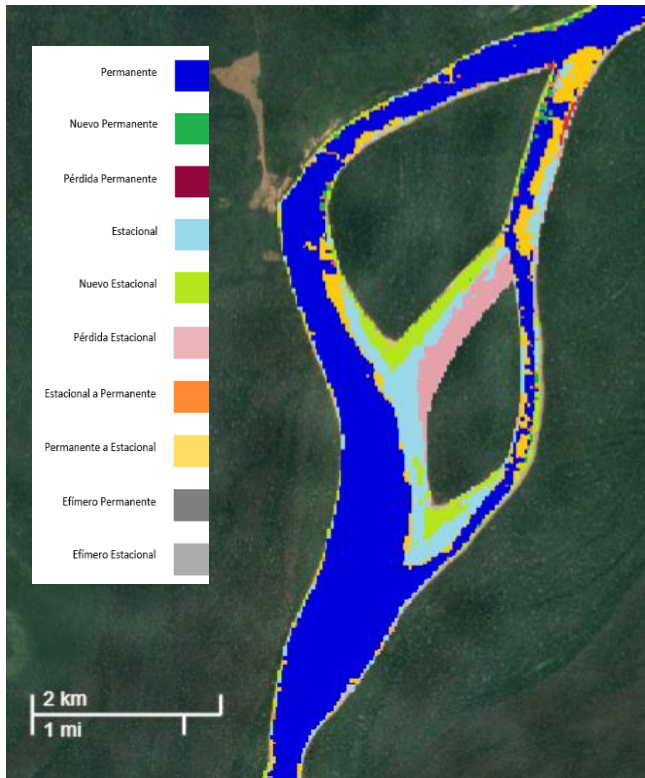 Permanente
Nuevo Permanente
Pérdida Permanente
Estacional
Nuevo Estacional
Pérdida Estacional
Estacional a Permanente
Permanente a Estacional
Efímero Permanente
Efímero Estacional
2 km
1 mi